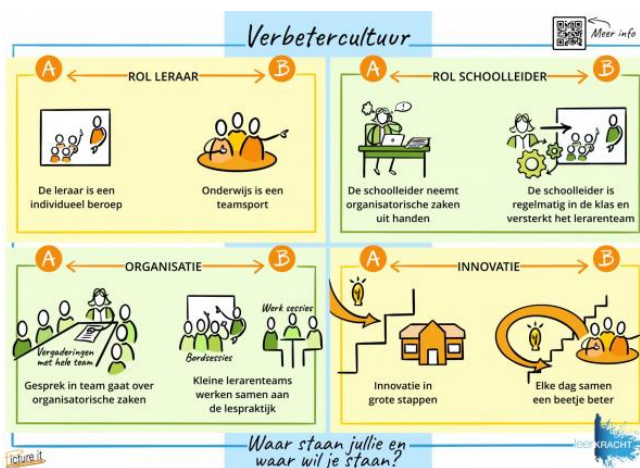 Verbetercultuur
Meer info
A ROL LERAAR B
De leraar is een
individueel beroep
Onderwijs is een
teamsport
A ROL SCHOOLLEIDER B
De schoolleider neemt
organisatorische zaken
uit handen
De schoolleider is
regelmatig in de klas en
versterkt het lerarenteam
A ORGANISATIE B
Vergaderingen
met hele team
Gesprek in team gaat over
organisatorische zaken
Bordsessies
Werk sessies
Kleine lerarenteams
werken samen aan
de lespraktijk
A INNOVATIE B
Innovatie in
grote stappen
Elke dag samen
een beetje beter
Waar staan jullie en
waar wil je staan?
icture it
leerKRACHT